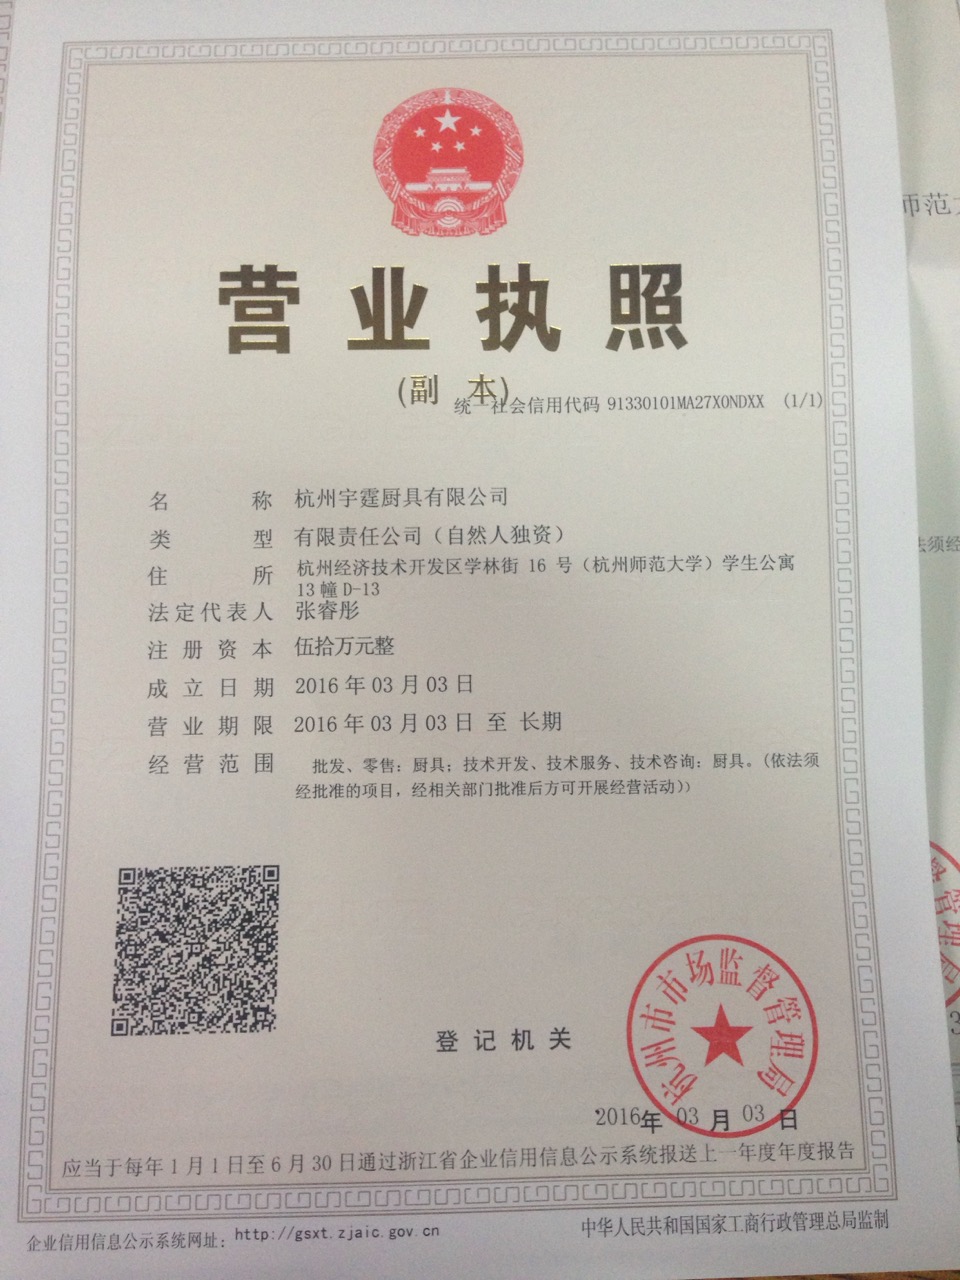 营业执照
(副 本)
统一社会信用代码 91330101MA27X0NDXX (1/1)
名称 杭州宇霆厨具有限公司
类型 有限责任公司（自然人独资）
住所 杭州经济技术开发区学林街 16 号（杭州师范大学）学生公寓
13 幢 D-13
法定代表人 张睿彤
注册资本 伍拾万元整
成立日期 2016 年 03 月 03 日
营业期限 2016 年 03 月 03 日 至 长期
经营范围 批发、零售：厨具；技术开发、技术服务、技术咨询：厨具。(依法须
经批准的项目，经相关部门批准后方可开展经营活动))
登记机关
杭州市市场监督管理局
2016年 03 月 03 日
应当于每年1月1日至6月30日通过浙江省企业信用信息公示系统报送上一年度年度报告
企业信用信息公示系统网址：http://gsxt.zjaic.gov.cn
中华人民共和国国家工商行政管理总局监制
师范
法须经
督管理局